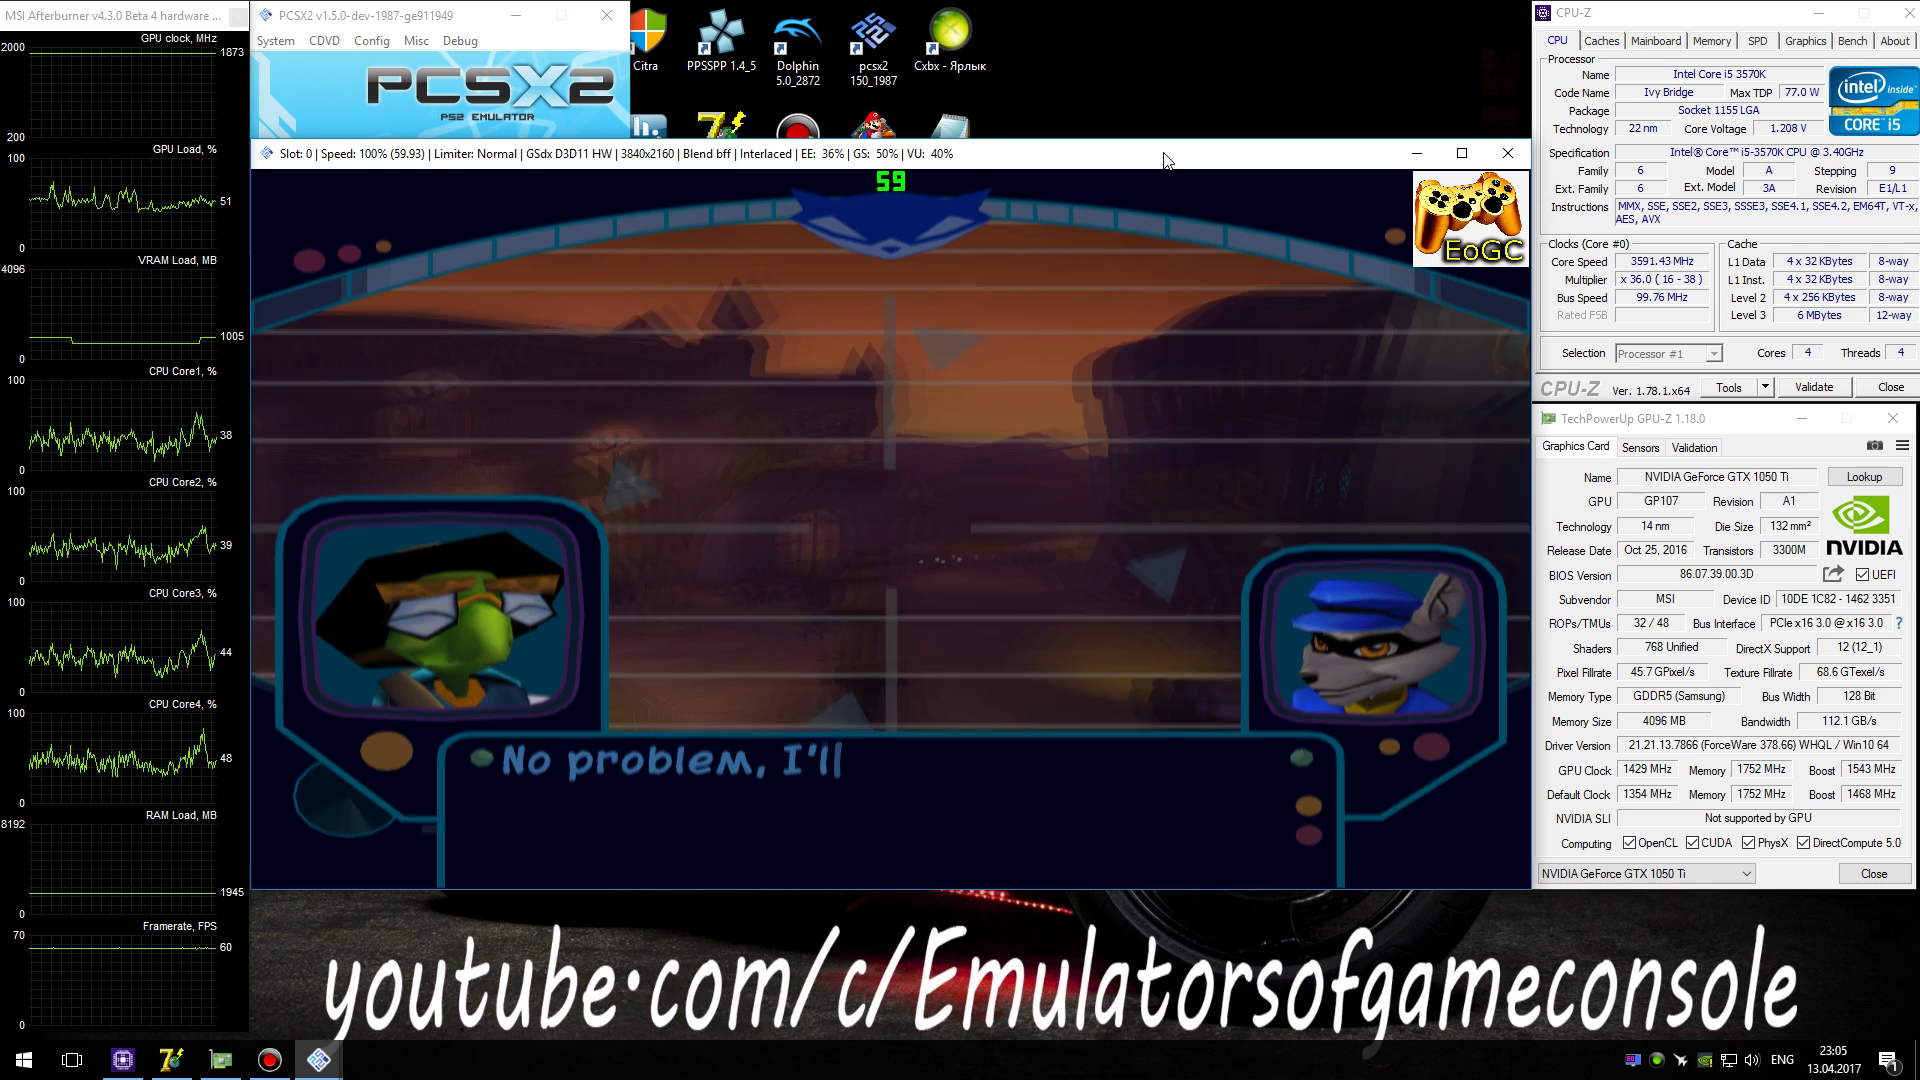 MSI Afterburner v4.3.0 Beta 4 hardware ...
GPU clock, MHz
2000
1873
200
GPU Load, %
100
51
0
VRAM Load, MB
4096
1005
0
CPU Core1, %
100
38
0
CPU Core2, %
100
39
0
CPU Core3, %
100
44
0
CPU Core4, %
100
48
0
RAM Load, MB
8192
1945
0
Framerate, FPS
70
60
0
PCSX2 v1.5.0-dev-1987-ge911949
System CDVD Config Misc Debug
PCSX2
PS2 EMULATOR
Citra
PPSSPP 1.4_5
Dolphin
5.0_2872
pcsx2
150_1987
Cxbx - Ярлык
Slot: 0 | Speed: 100% (59.93) | Limiter: Normal | GSdx D3D11 HW | 3840x2160 | Blend bff | Interlaced | EE: 36% | GS: 50% | VU: 40%
59
EoGC
No problem, I'll
CPU-Z
CPU Caches Mainboard Memory SPD Graphics Bench About
Processor
Name Intel Core i5 3570K
Code Name Ivy Bridge Max TDP 77.0 W
Package Socket 1155 LGA
Technology 22 nm Core Voltage 1.208 V
intel inside™
CORE i5
Specification Intel® Core™ i5-3570K CPU @ 3.40GHz
Family 6 Model A Stepping 9
Ext. Family 6 Ext. Model 3A Revision E1/L1
Instructions MMX, SSE, SSE2, SSE3, SSSE3, SSE4.1, SSE4.2, EM64T, VT-x,
AES, AVX
Clocks (Core #0)
Core Speed 3591.43 MHz
Multiplier x 36.0 ( 16 - 38 )
Bus Speed 99.76 MHz
Rated FSB
Cache
L1 Data 4 x 32 KBytes 8-way
L1 Inst. 4 x 32 KBytes 8-way
Level 2 4 x 256 KBytes 8-way
Level 3 6 MBytes 12-way
Selection Processor #1 Cores 4 Threads 4
CPU-Z Ver. 1.78.1.x64 Tools Validate Close
TechPowerUp GPU-Z 1.18.0
Graphics Card Sensors Validation
Name NVIDIA GeForce GTX 1050 Ti Lookup
GPU GP107 Revision A1
Technology 14 nm Die Size 132 mm²
Release Date Oct 25, 2016 Transistors 3300M
NVIDIA
BIOS Version 86.07.39.00.3D UEFI
Subvendor MSI Device ID 10DE 1C82 - 1462 3351
ROPs/TMUs 32 / 48 Bus Interface PCIe x16 3.0 @ x16 3.0 ?
Shaders 768 Unified DirectX Support 12 (12_1)
Pixel Fillrate 45.7 GPixel/s Texture Fillrate 68.6 GTexel/s
Memory Type GDDR5 (Samsung) Bus Width 128 Bit
Memory Size 4096 MB Bandwidth 112.1 GB/s
Driver Version 21.21.13.7866 (ForceWare 378.66) WHQL / Win10 64
GPU Clock 1429 MHz Memory 1752 MHz Boost 1543 MHz
Default Clock 1354 MHz Memory 1752 MHz Boost 1468 MHz
NVIDIA SLI Not supported by GPU
Computing OpenCL CUDA PhysX DirectCompute 5.0
NVIDIA GeForce GTX 1050 Ti Close
youtube.com/c/Emulatorsofgameconsole
ENG
23:05
13.04.2017
1